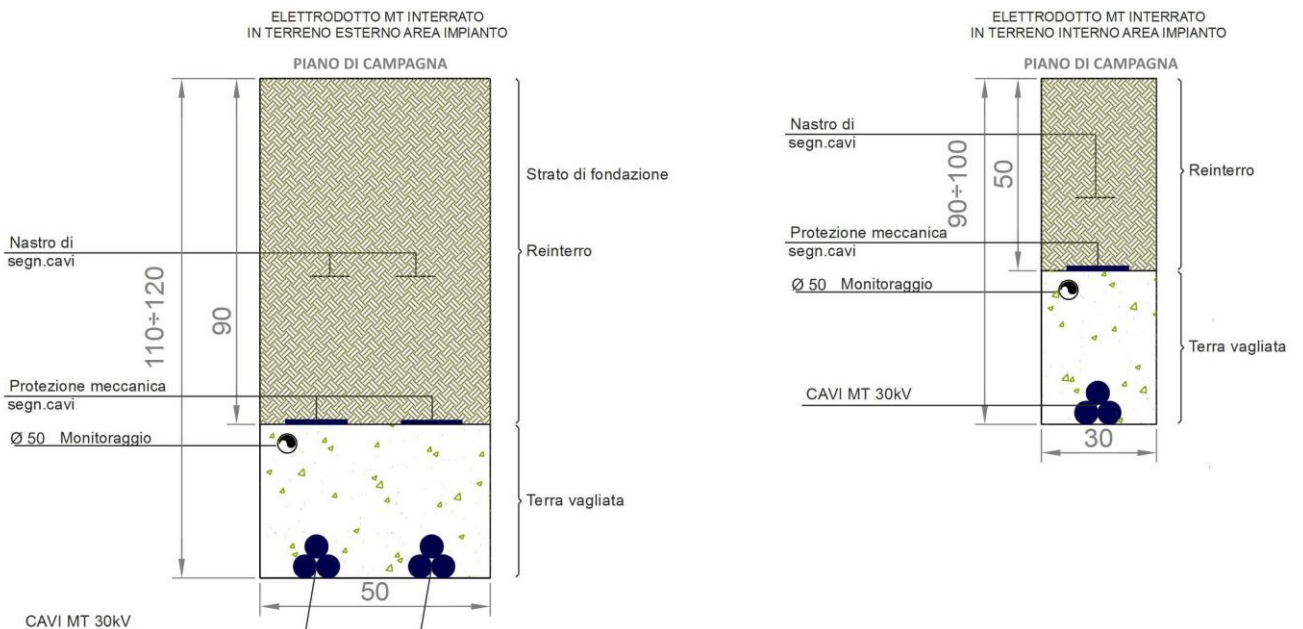 ELETTRODOTTO MT INTERRATO
IN TERRENO ESTERNO AREA IMPIANTO
PIANO DI CAMPAGNA
Nastro di
segn.cavi
Protezione meccanica
segn.cavi
Ø 50 Monitoraggio
110÷120
90
Strato di fondazione
Reinterro
Terra vagliata
50
CAVI MT 30kV
ELETTRODOTTO MT INTERRATO
IN TERRENO INTERNO AREA IMPIANTO
PIANO DI CAMPAGNA
Nastro di
segn.cavi
Protezione meccanica
segn.cavi
Ø 50 Monitoraggio
CAVI MT 30kV
90÷100
50
Reinterro
Terra vagliata
30